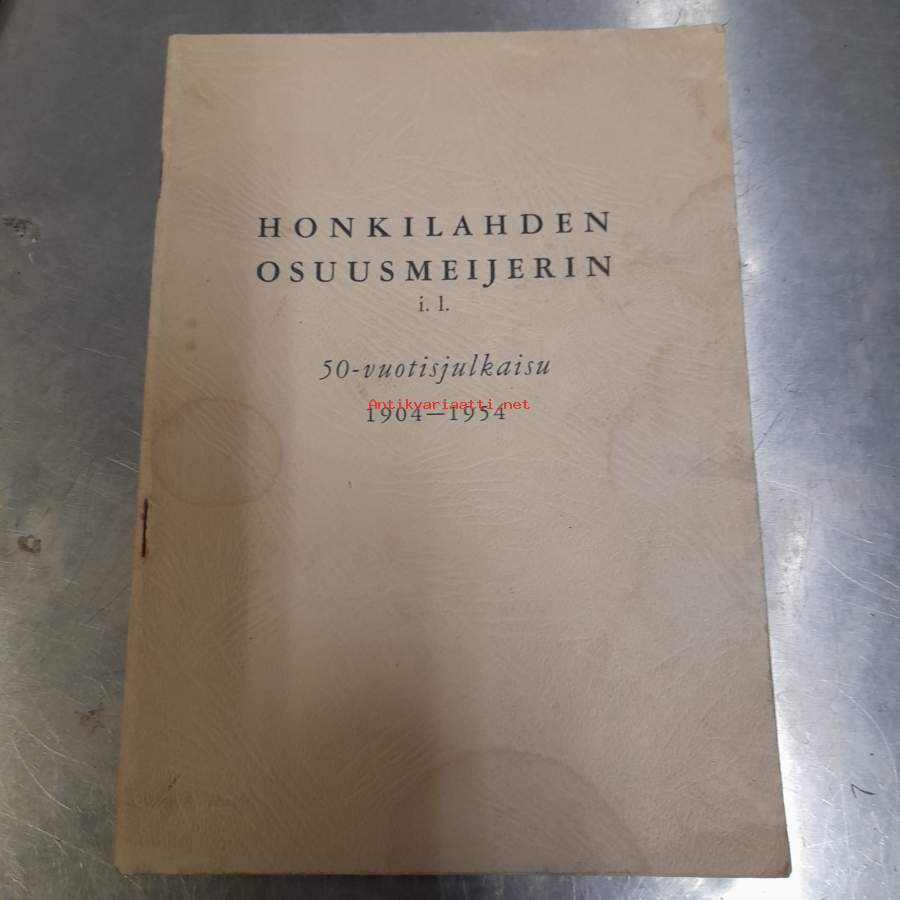 HONKILAHDEN
OSUUSMEIJERIN
i. l.
50-vuotisjulkaisu
Antikvariaatti.net
1904—1954